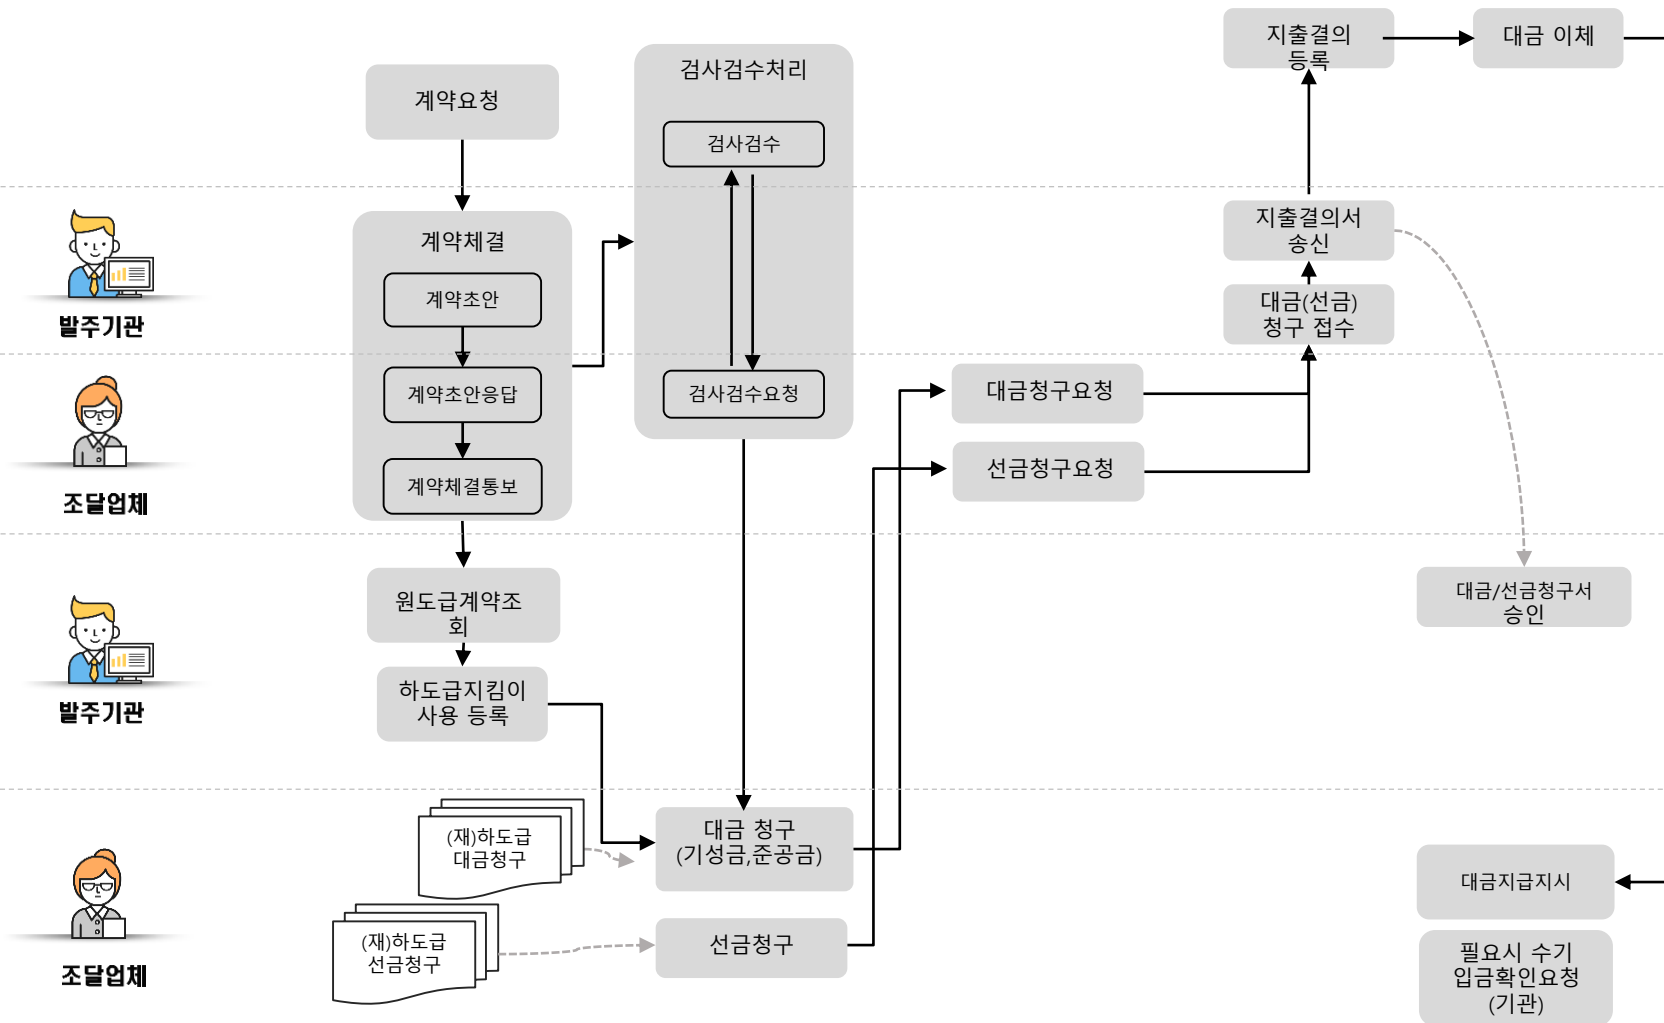 지출결의
등록
대금 이체
계약요청
검사검수처리
검사검수
지출결의서
송신
계약체결
계약초안
대금(선금)
청구 접수
발주기관
계약초안응답
검사검수요청
대금청구요청
선금청구요청
계약체결통보
조달업체
원도급계약조
회
대금/선금청구서
승인
하도급지킴이
사용 등록
발주기관
(재)하도급
대금청구
대금 청구
(기성금,준공금)
대금지급지시
(재)하도급
선금청구
선금청구
조달업체
필요시 수기
입금확인요청
(기관)